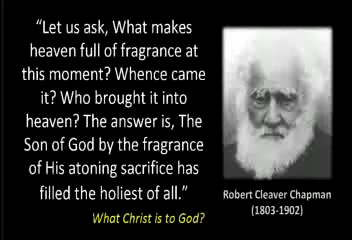 “Let us ask, What makes
heaven full of fragrance at
this moment? Whence came
it? Who brought it into
heaven? The answer is, The
Son of God by the fragrance
of His atoning sacrifice has
filled the holiest of all.”
What Christ is to God?
Robert Cleaver Chapman
(1803-1902)